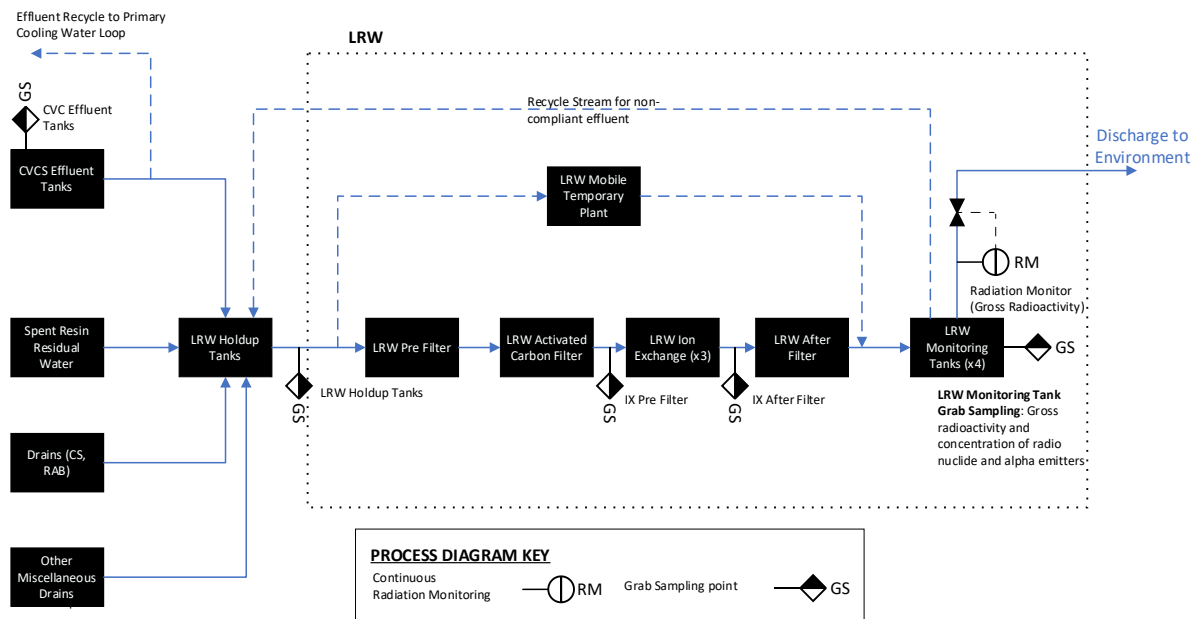 Effluent Recycle to Primary
Cooling Water Loop
LRW
GS
CVC Effluent
Tanks
Recycle Stream for non-
compliant effluent
Discharge to
Environment
CVCS Effluent
Tanks
LRW Mobile
Temporary
Plant
RM
Radiation Monitor
(Gross Radioactivity)
Spent Resin
Residual
Water
LRW Holdup
Tanks
LRW Pre Filter
LRW Activated
Carbon Filter
LRW Ion
Exchange (x3)
LRW After
Filter
LRW
Monitoring
Tanks (x4)
GS
GS
LRW Holdup Tanks
GS
IX Pre Filter
GS
IX After Filter
LRW Monitoring Tank
Grab Sampling: Gross
radioactivity and
concentration of radio
nuclide and alpha emitters
Drains (CS,
RAB)
Other
Miscellaneous
Drains
PROCESS DIAGRAM KEY
Continuous
Radiation Monitoring
RM
Grab Sampling point
GS